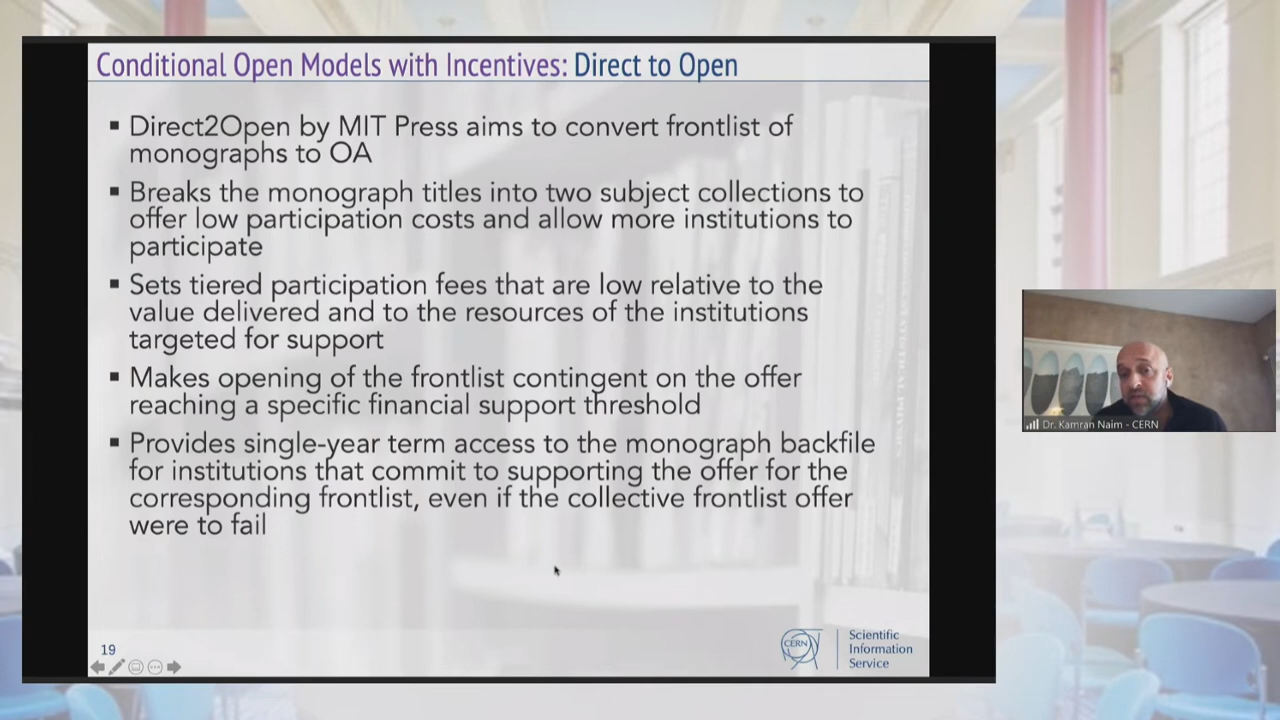 Conditional Open Models with Incentives: Direct to Open
▪ Direct2Open by MIT Press aims to convert frontlist of
monographs to OA
▪ Breaks the monograph titles into two subject collections to
offer low participation costs and allow more institutions to
participate
▪ Sets tiered participation fees that are low relative to the
value delivered and to the resources of the institutions
targeted for support
▪ Makes opening of the frontlist contingent on the offer
reaching a specific financial support threshold
▪ Provides single-year term access to the monograph backfile
for institutions that commit to supporting the offer for the
corresponding frontlist, even if the collective frontlist offer
were to fail
Dr. Kamran Naim - CERN
19
CERN
Scientific
Information
Service